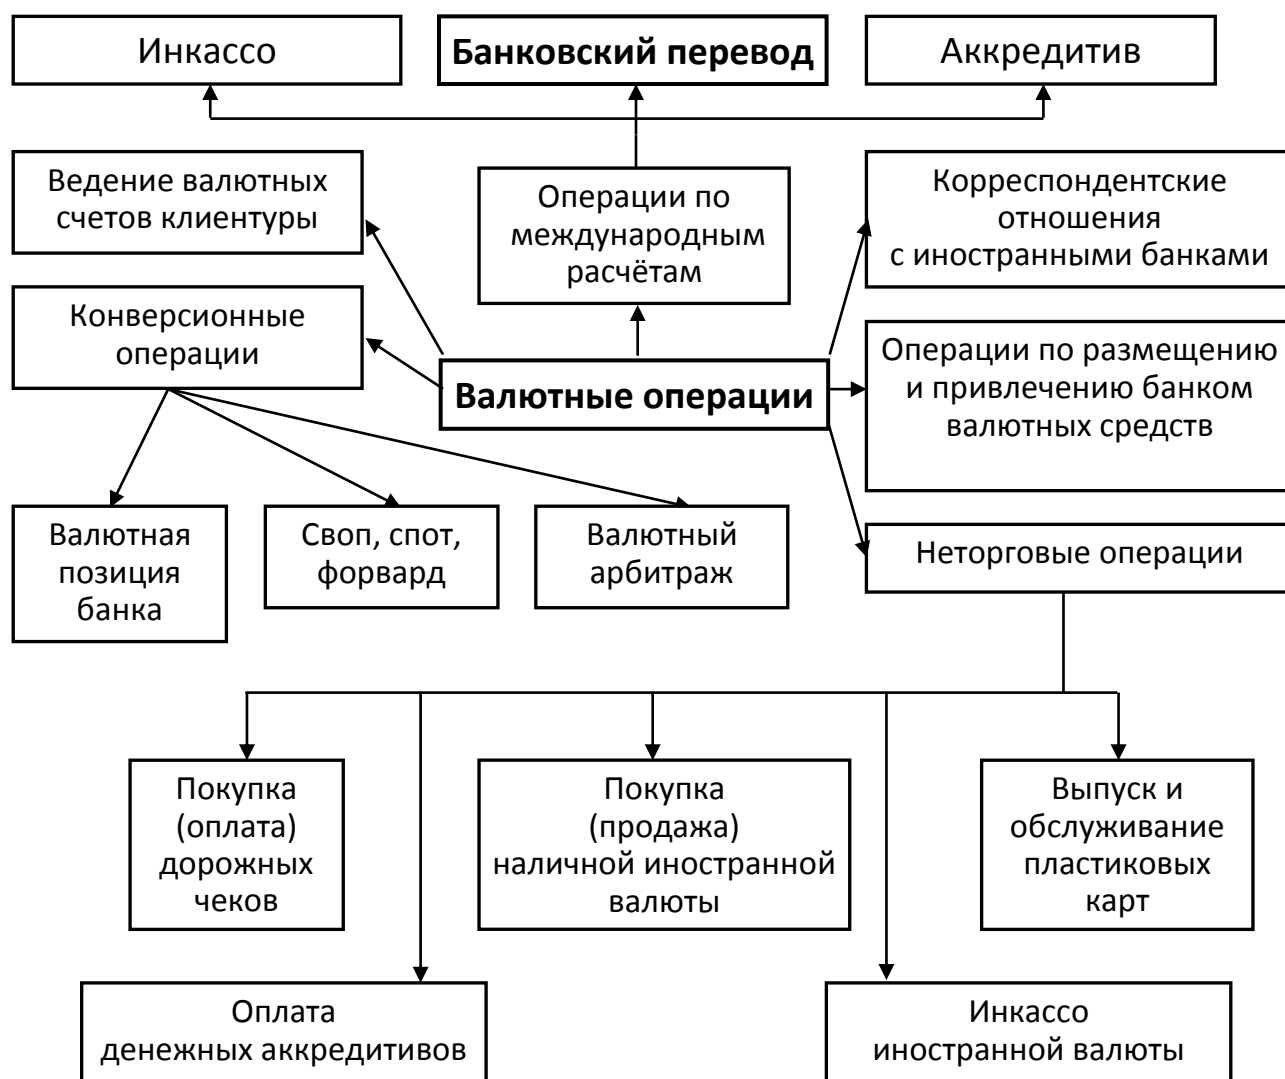 Инкассо
Банковский перевод
Аккредитив
Ведение валютных
счетов клиентуры
Операции по
международным
расчётам
Корреспондентские
отношения
с иностранными банками
Конверсионные
операции
Валютные операции
Операции по размещению
и привлечению банком
валютных средств
Валютная
позиция
банка
Своп, спот,
форвард
Валютный
арбитраж
Неторговые операции
Покупка
(оплата)
дорожных
чеков
Покупка
(продажа)
наличной иностранной
валюты
Выпуск и
обслуживание
пластиковых
карт
Оплата
денежных аккредитивов
Инкассо
иностранной валюты